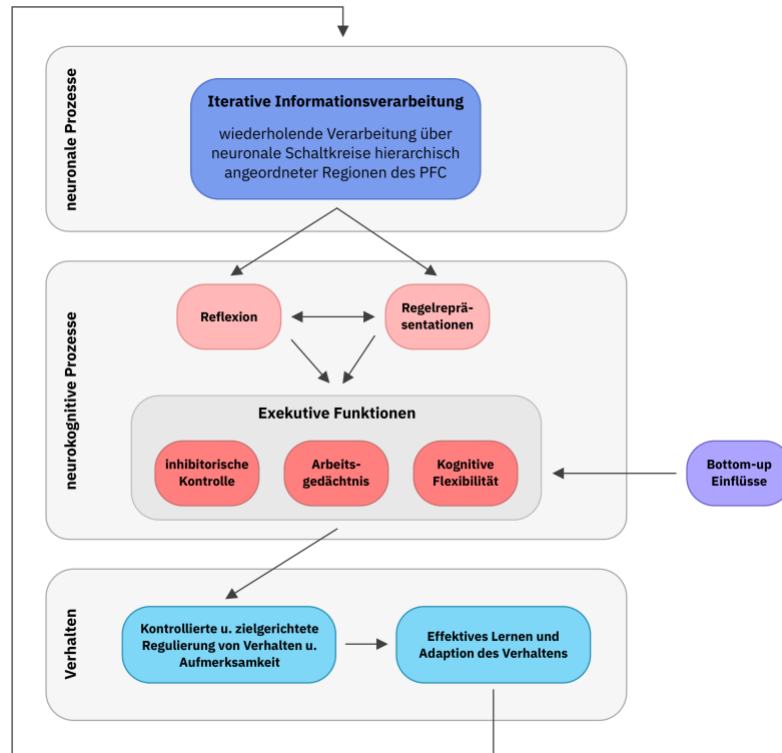 neuronale Prozesse
Iterative Informationsverarbeitung
wiederholende Verarbeitung über
neuronale Schaltkreise hierarchisch
angeordneter Regionen des PFC
neurokognitive Prozesse
Reflexion
Regelreprä-
sentationen
Exekutive Funktionen
inhibitorische
Kontrolle
Arbeits-
gedächtnis
Kognitive
Flexibilität
Bottom-up
Einflüsse
Verhalten
Kontrollierte u. zielgerichtete
Regulierung von Verhalten u.
Aufmerksamkeit
Effektives Lernen und
Adaption des Verhaltens